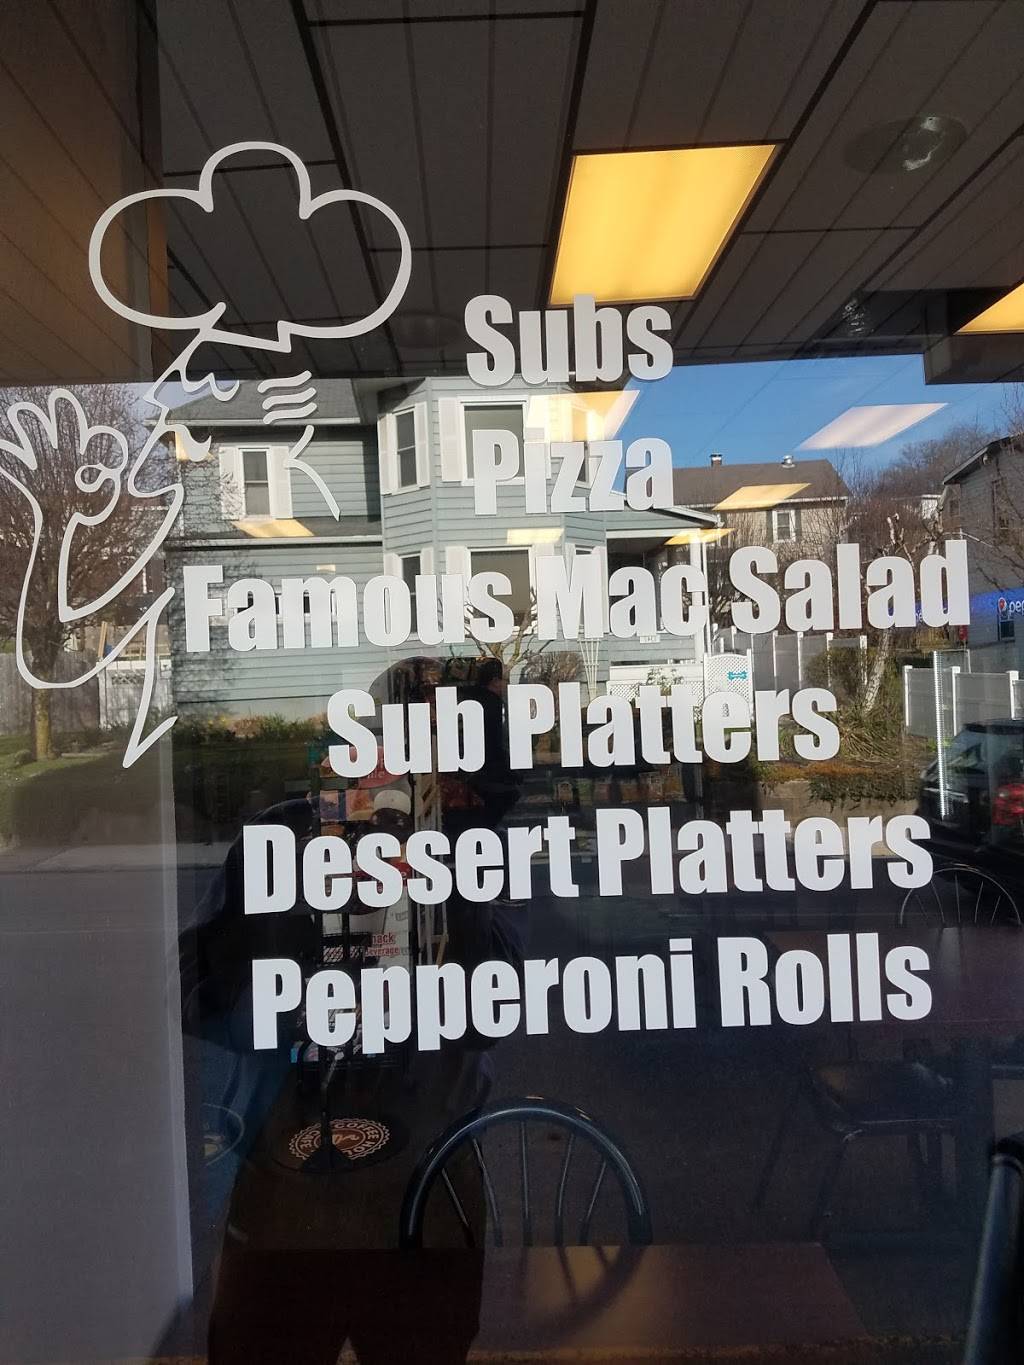 Subs
Pizza
Famous Mac Salad
Sub Platters
Dessert Platters
Pepperoni Rolls